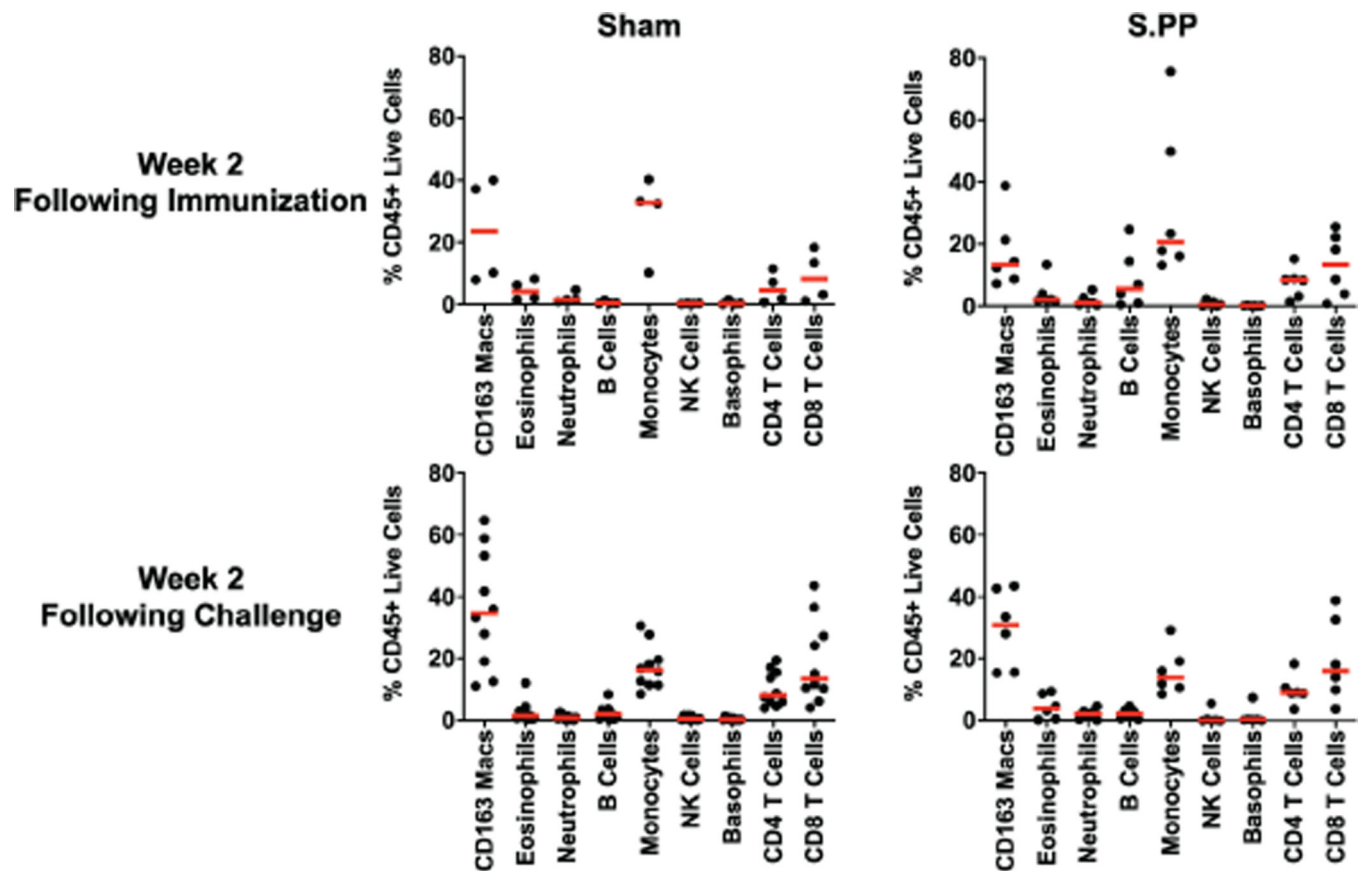 Sham
S.PP
Week 2
Following Immunization
% CD45+ Live Cells
80
60
40
20
0
CD163 Macs
Eosinophils
Neutrophils
B Cells
Monocytes
NK Cells
Basophils
CD4 T Cells
CD8 T Cells
% CD45+ Live Cells
80
60
40
20
0
CD163 Macs
Eosinophils
Neutrophils
B Cells
Monocytes
NK Cells
Basophils
CD4 T Cells
CD8 T Cells
Week 2
Following Challenge
% CD45+ Live Cells
80
60
40
20
0
CD163 Macs
Eosinophils
Neutrophils
B Cells
Monocytes
NK Cells
Basophils
CD4 T Cells
CD8 T Cells
% CD45+ Live Cells
80
60
40
20
0
CD163 Macs
Eosinophils
Neutrophils
B Cells
Monocytes
NK Cells
Basophils
CD4 T Cells
CD8 T Cells